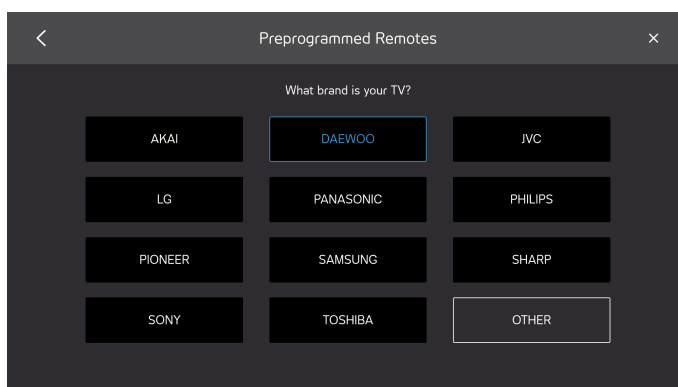 Preprogrammed Remotes
What brand is your TV?
AKAI DAEWOO JVC
LG PANASONIC PHILIPS
PIONEER SAMSUNG SHARP
SONY TOSHIBA OTHER